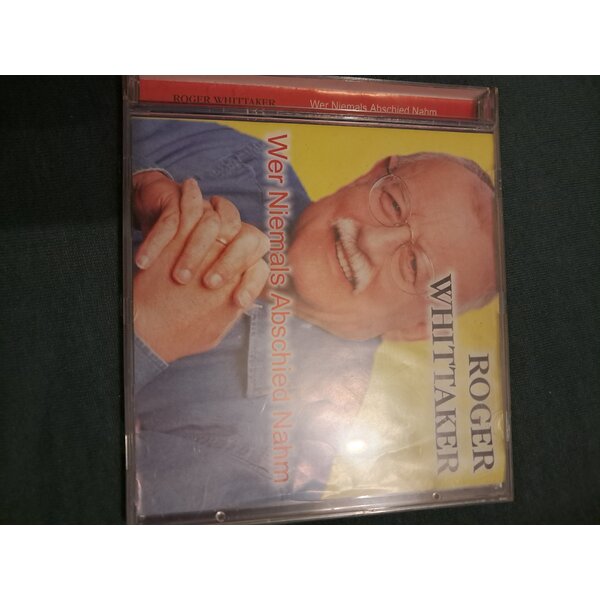 ROGER WHITTAKER
Wer Niemals Abschied Nahm
ROGER
WHITTAKER
Wer Niemals Abschied Nahm